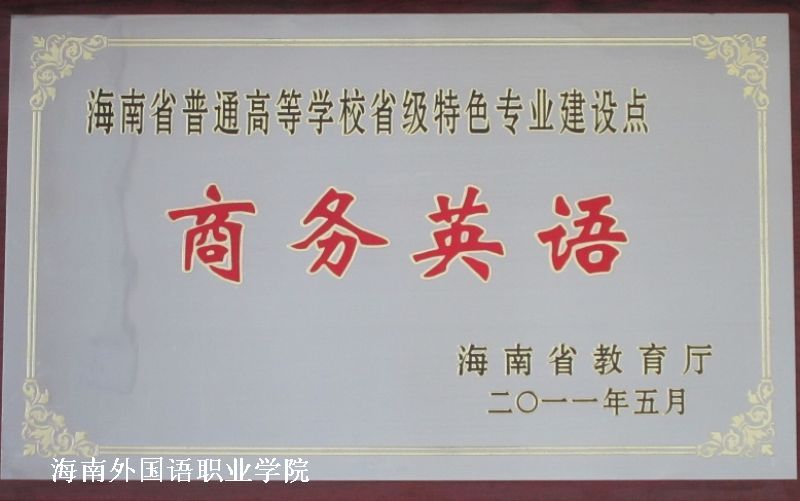 海南省普通高等学校省级特色专业建设点
商务英语
海南省教育厅
二〇一一年五月
海南外国语职业学院